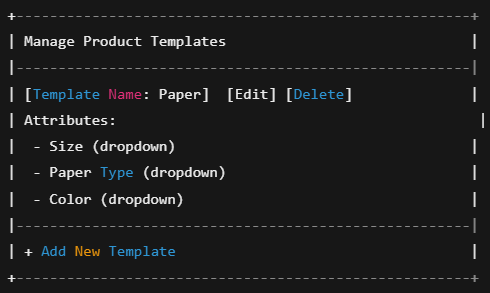 +------------------------------------------------------+
| Manage Product Templates                             |
|------------------------------------------------------|
| [Template Name: Paper]  [Edit] [Delete]              |
| Attributes:                                           |
|  - Size (dropdown)                                   |
|  - Paper Type (dropdown)                             |
|  - Color (dropdown)                                  |
|------------------------------------------------------|
| + Add New Template                                   |
+------------------------------------------------------+